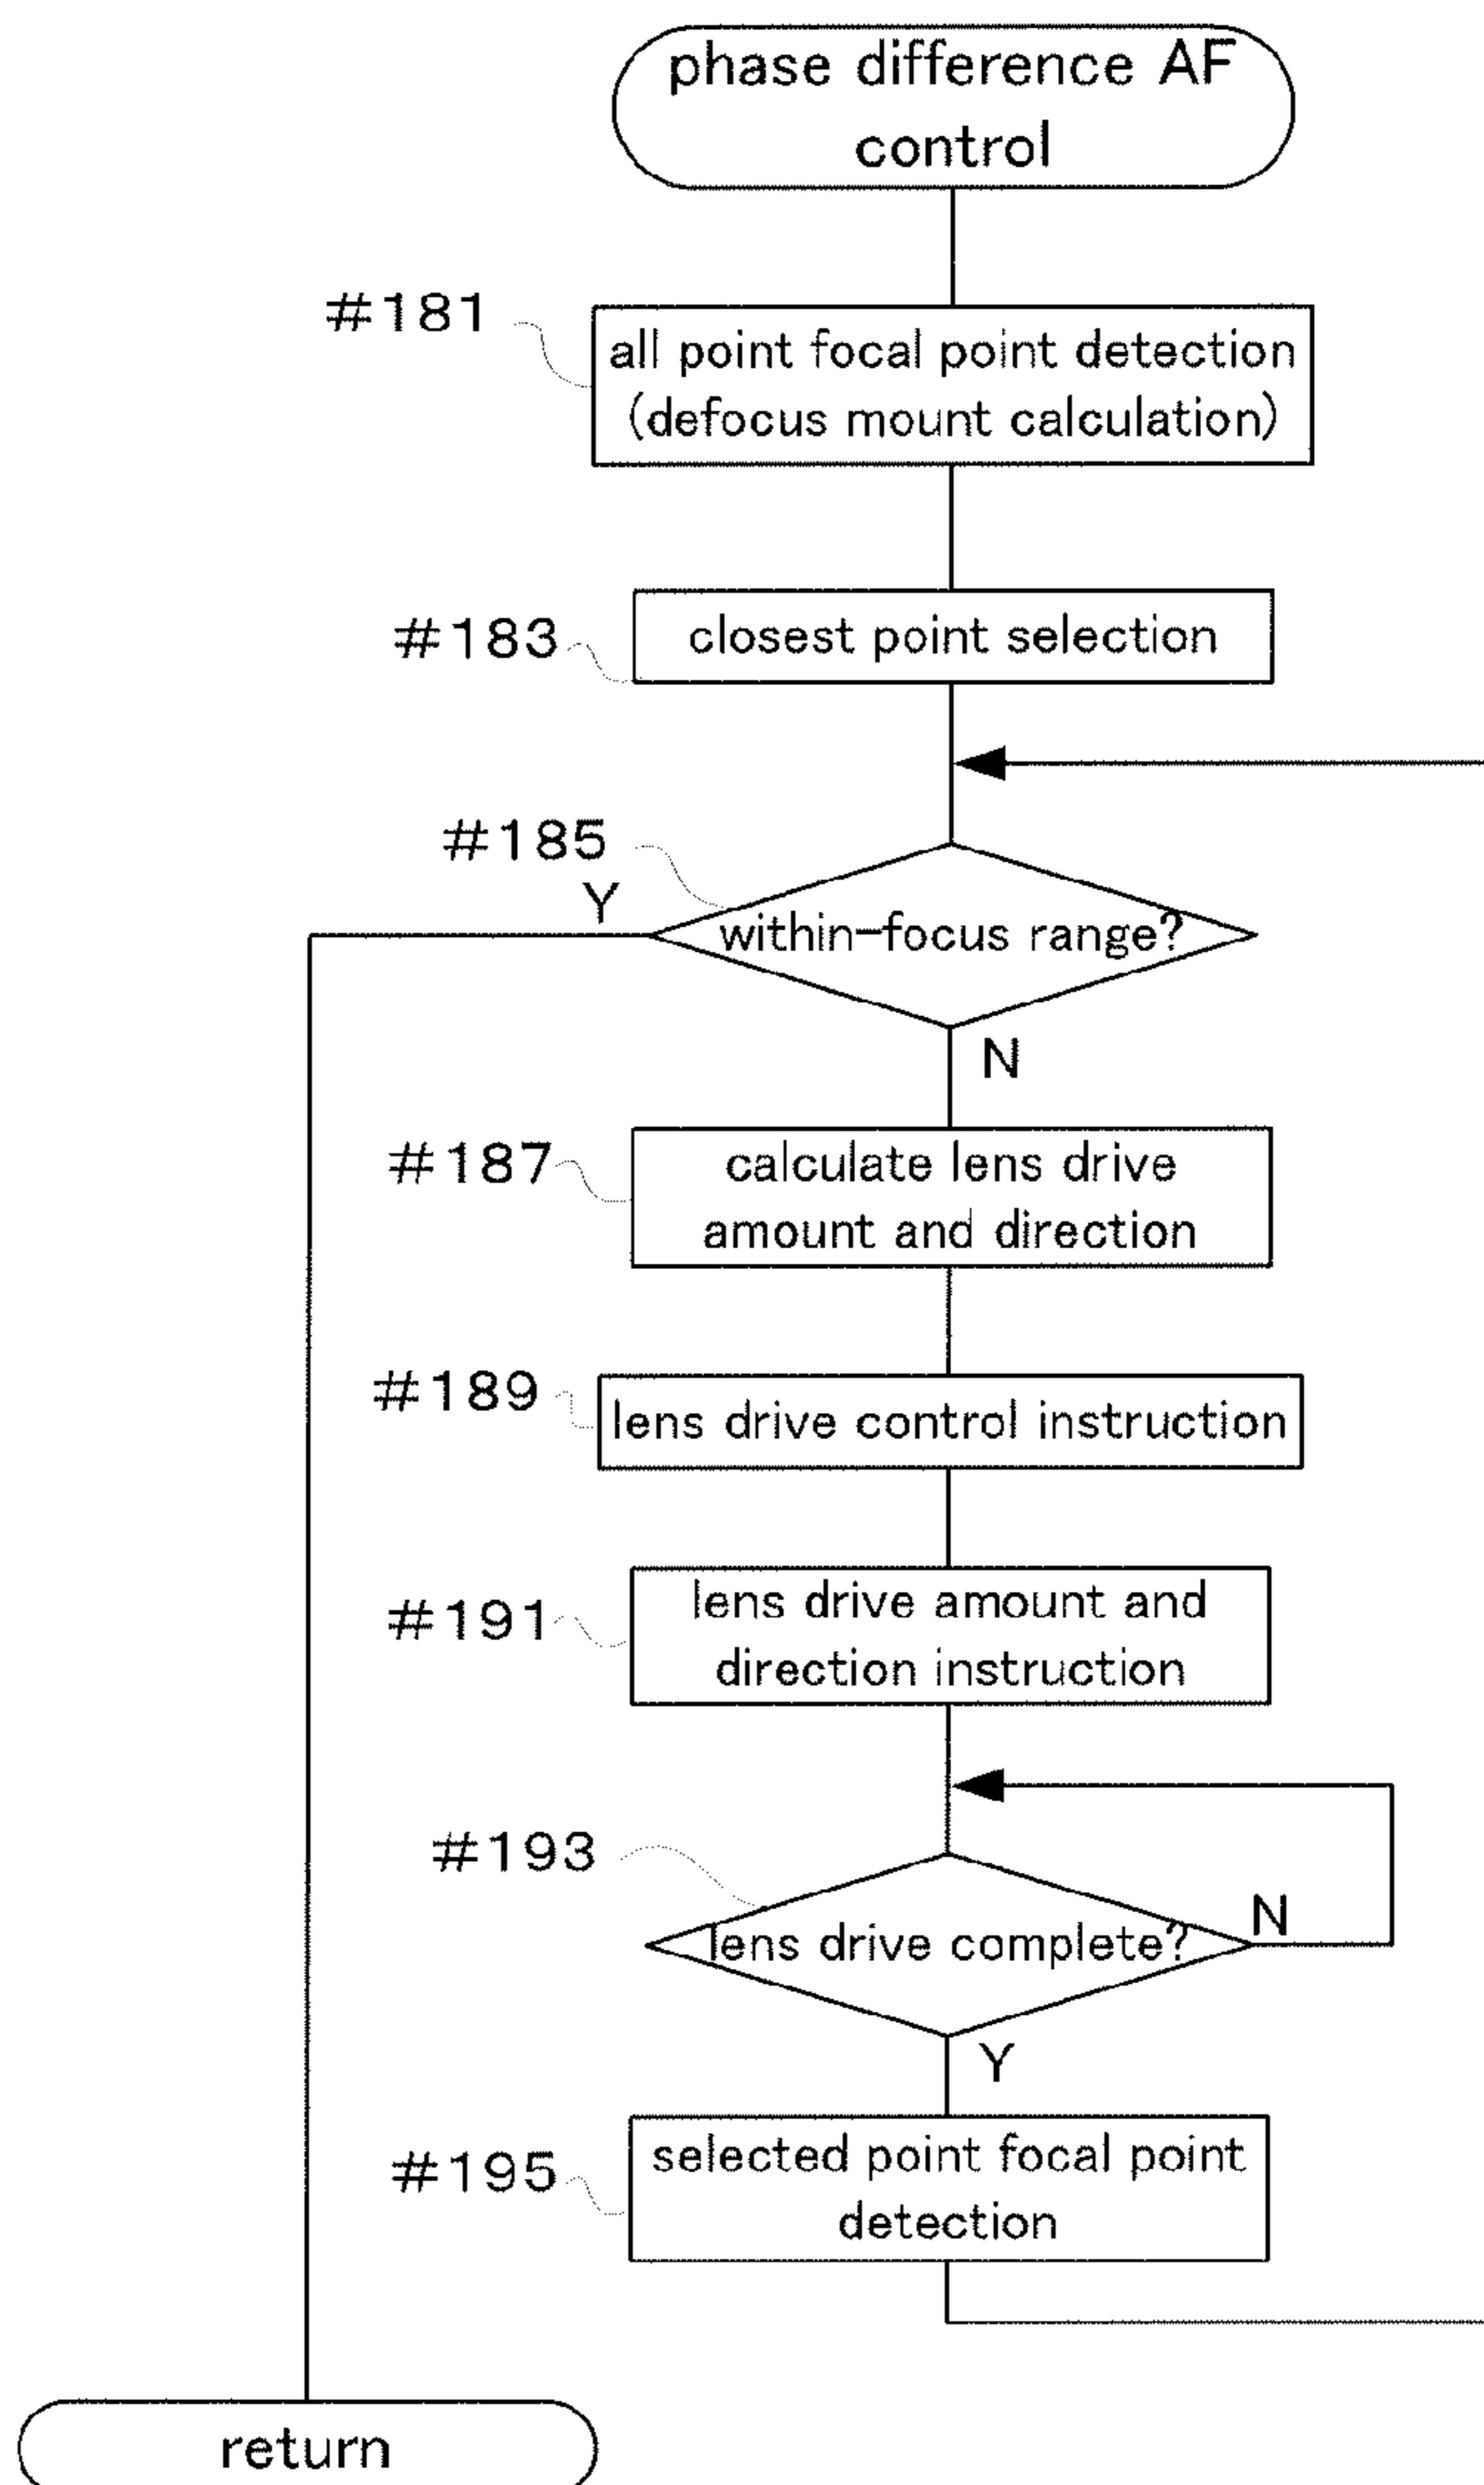 phase difference AF
control
#181
all point focal point detection
(defocus mount calculation)
#183
closest point selection
#185
Y
within-focus range?
N
#187
calculate lens drive
amount and direction
#189
lens drive control instruction
#191
lens drive amount and
direction instruction
#193
lens drive complete?
N
Y
#195
selected point focal point
detection
return